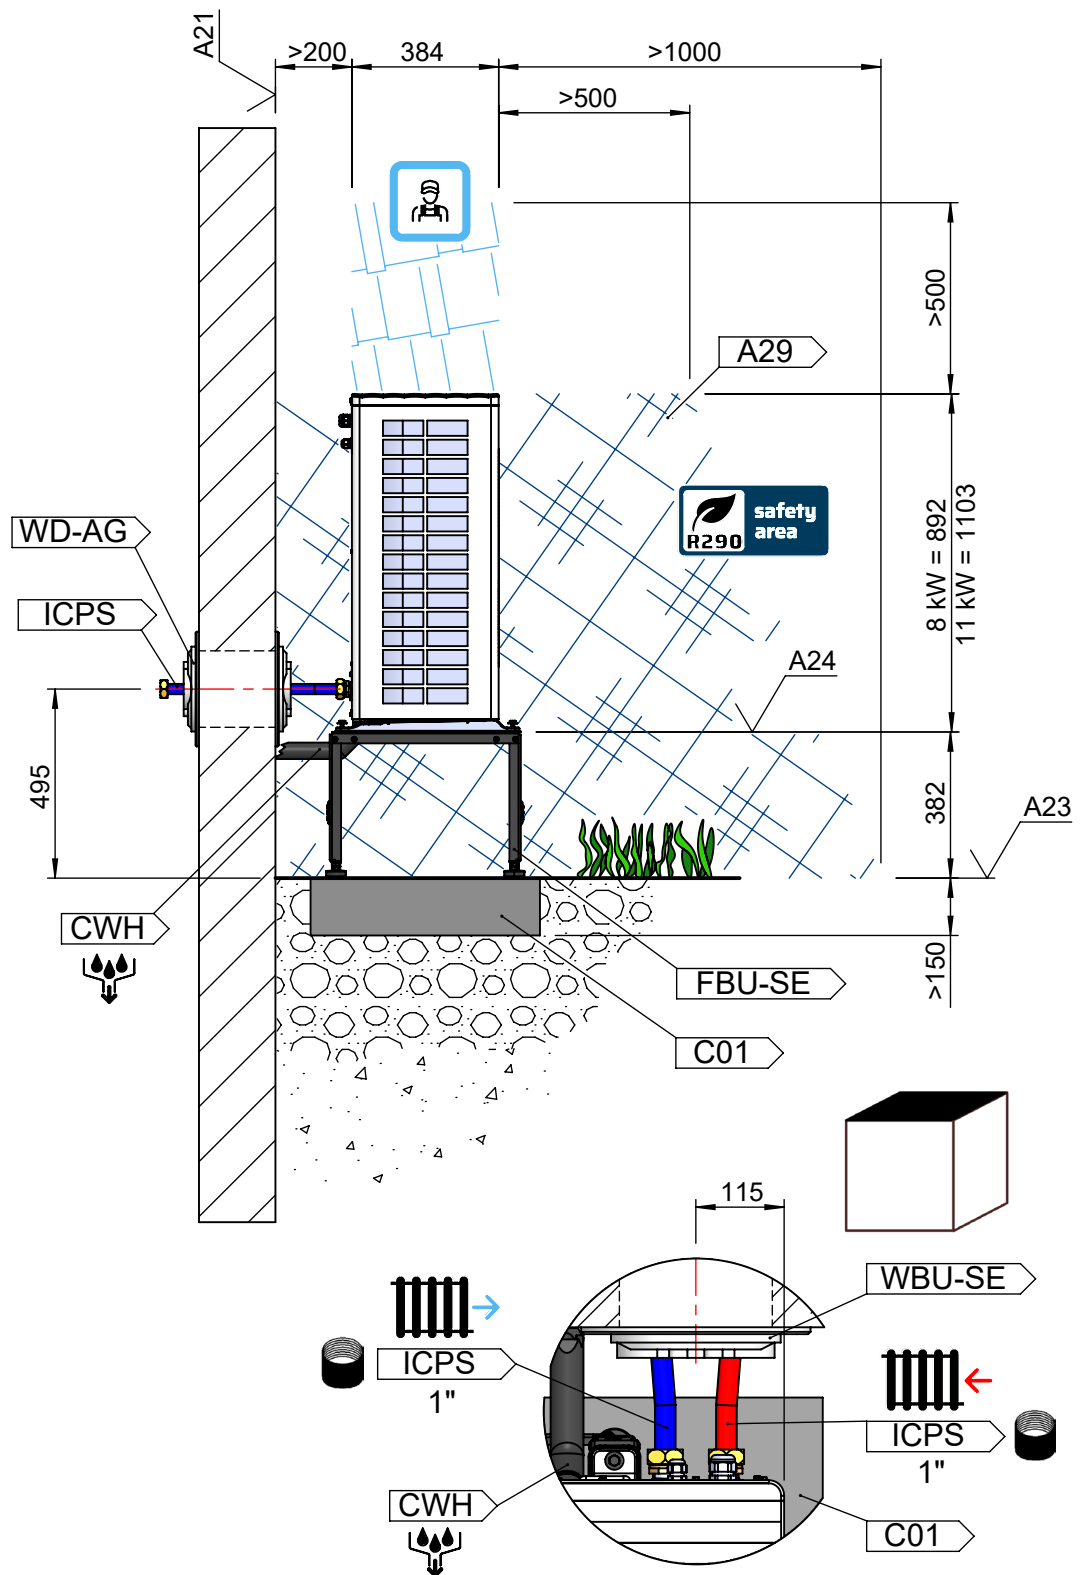 A21
>200
384
>1000
>500
>500
A29
R290
safety
area
8 kW = 892
11 kW = 1103
WD-AG
ICPS
A24
495
382
A23
CWH
FBU-SE
>150
C01
115
WBU-SE
ICPS
1"
ICPS
1"
CWH
C01